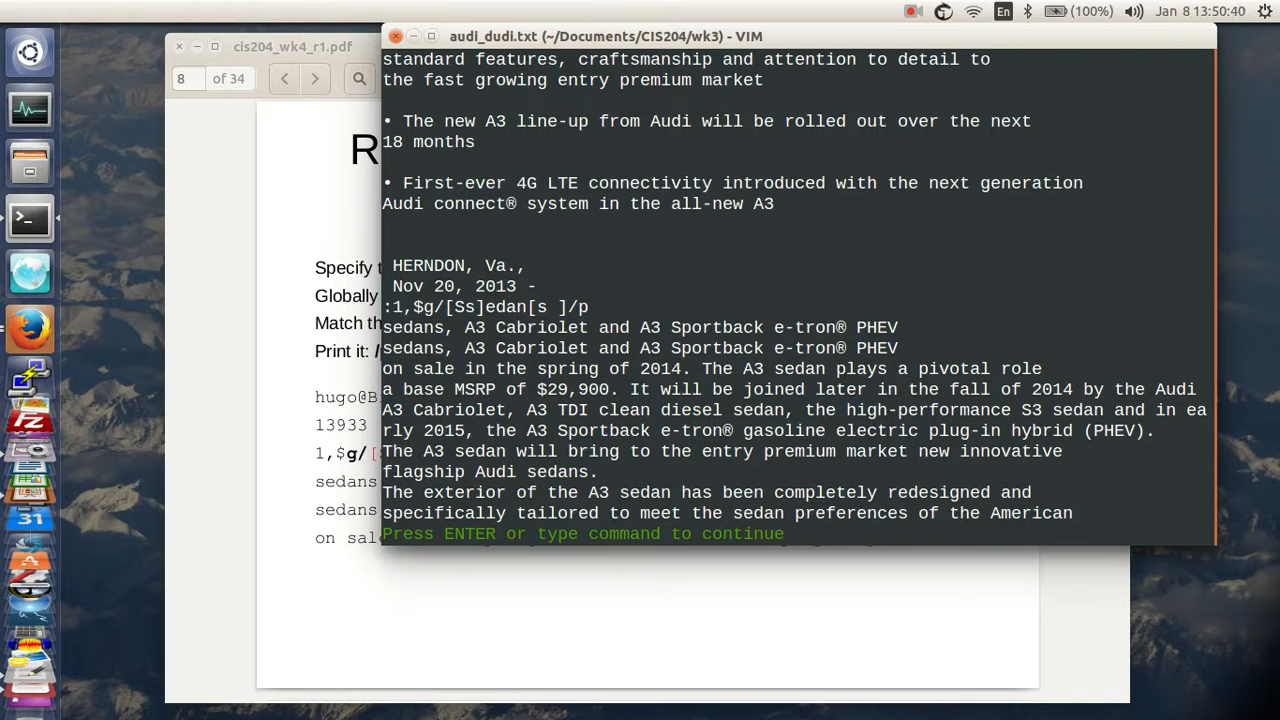 En
(100%)
Jan 8 13:50:40
cis204_wk4_r1.pdf
8 of 34
R
Specify
Globally
Match
Print it:
13933
1,$g/[
sedans
sedans
on
audi_dudi.txt (~/Documents/CIS204/wk3) - VIM
standard features, craftsmanship and attention to detail to
the fast growing entry premium market
• The new A3 line-up from Audi will be rolled out over the next
18 months
• First-ever 4G LTE connectivity introduced with the next generation
Audi connect® system in the all-new A3
HERNDON, Va.,
Nov 20, 2013 -
:1,$g/[Ss]edan[s ]/p
sedans, A3 Cabriolet and A3 Sportback e-tron® PHEV
sedans, A3 Cabriolet and A3 Sportback e-tron® PHEV
on sale in the spring of 2014. The A3 sedan plays a pivotal role
a base MSRP of $29,900. It will be joined later in the fall of 2014 by the Audi
A3 Cabriolet, A3 TDI clean diesel sedan, the high-performance S3 sedan and in ea
rly 2015, the A3 Sportback e-tron® gasoline electric plug-in hybrid (PHEV).
The A3 sedan will bring to the entry premium market new innovative
flagship Audi sedans.
The exterior of the A3 sedan has been completely redesigned and
specifically tailored to meet the sedan preferences of the American
Press ENTER or type command to continue
31